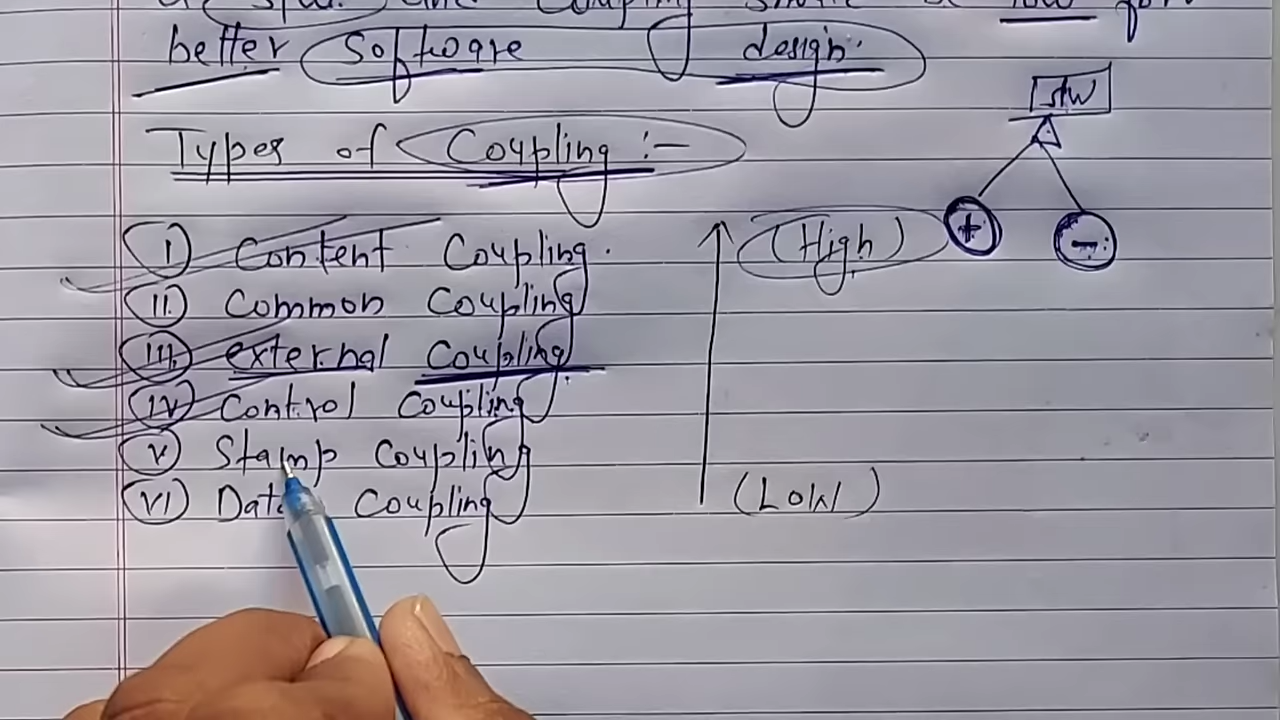 better Software design.
Types of Coupling :-
I Content Coupling.
II. Common Coupling
III. external Coupling
IV Control Coupling
V Stamp Coupling
VI Data Coupling
(High)
(Low)
+
-